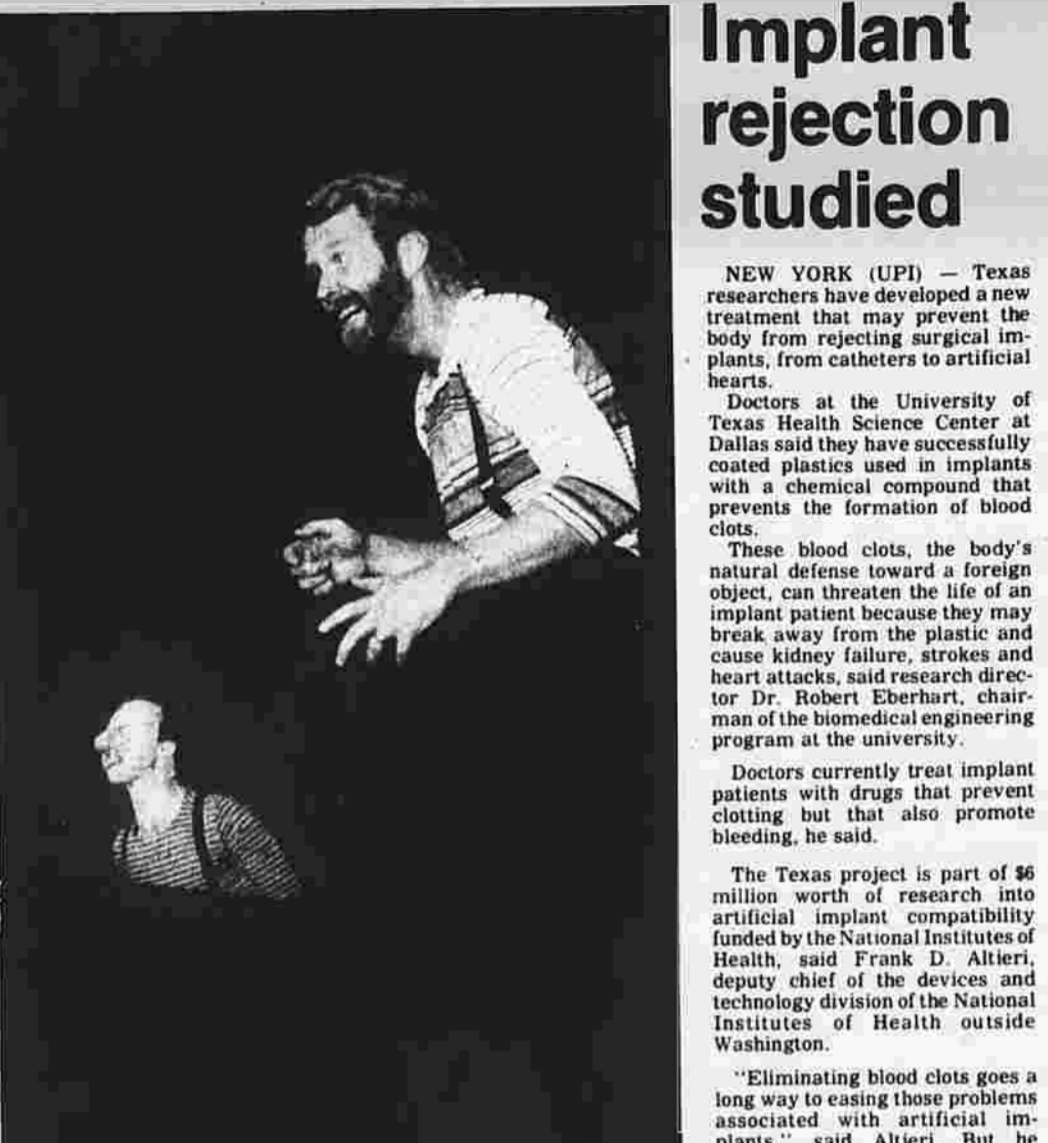 Implant
rejection
studied
NEW YORK (UPI) — Texas
researchers have developed a new
treatment that may prevent the
body from rejecting surgical im-
plants, from catheters to artificial
hearts.
Doctors at the University of
Texas Health Science Center at
Dallas said they have successfully
coated plastics used in implants
with a chemical compound that
prevents the formation of blood
clots.
These blood clots, the body's
natural defense toward a foreign
object, can threaten the life of an
implant patient because they may
break away from the plastic and
cause kidney failure, strokes and
heart attacks, said research direc-
tor Dr. Robert Eberhart, chair-
man of the biomedical engineering
program at the university.
Doctors currently treat implant
patients with drugs that prevent
clotting but that also promote
bleeding, he said.
The Texas project is part of $6
million worth of research into
artificial implant compatibility
funded by the National Institutes of
Health, said Frank D. Altieri,
deputy chief of the devices and
technology division of the National
Institutes of Health outside
Washington.
"Eliminating blood clots goes a
long way to easing those problems
associated with artificial im-
plants," said Altieri. But he